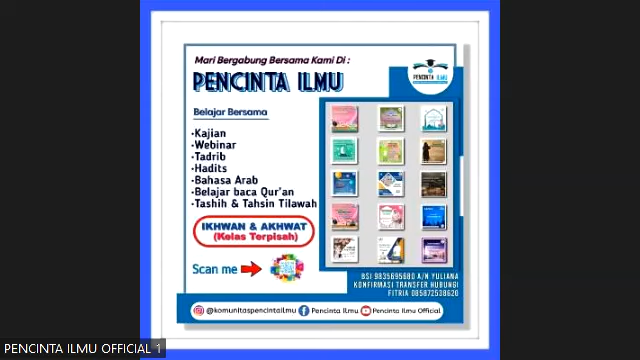 Mari Bergabung Bersama Kami Di :
PENCINTA ILMU
PENCINTA ILMU
Belajar Bersama
•Kajian
•Webinar
•Tadrib
•Hadits
•Bahasa Arab
•Belajar baca Qur'an
•Tashih & Tahsin Tilawah
IKHWAN & AKHWAT
(Kelas Terpisah)
Scan me
BSI 9835695680 A/N YULIANA
KONFIRMASI TRANSFER HUBUNGI
FITRIA 085872538620
@komunitaspencintailmu
Pencinta Ilmu
Pencinta Ilmu Official
PENCINTA ILMU OFFICIAL 1